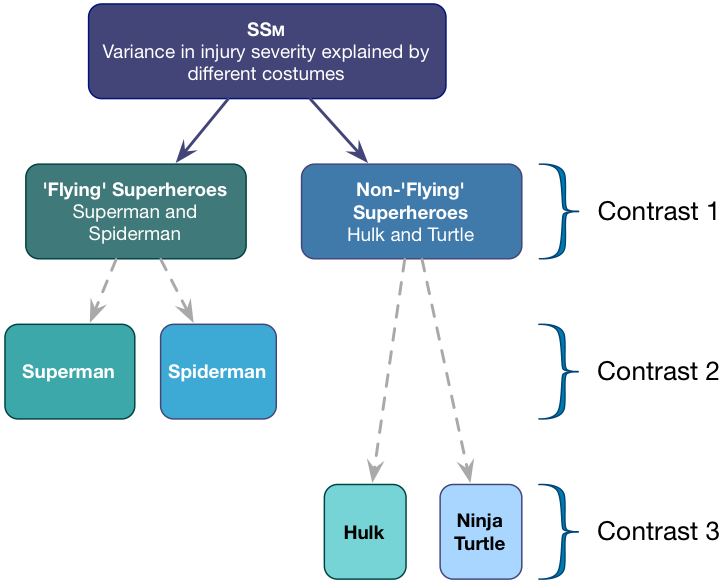 SSM
Variance in injury severity explained by
different costumes
'Flying' Superheroes
Superman and
Spiderman
Non-'Flying'
Superheroes
Hulk and Turtle
Contrast 1
Superman
Spiderman
Contrast 2
Hulk
Ninja
Turtle
Contrast 3